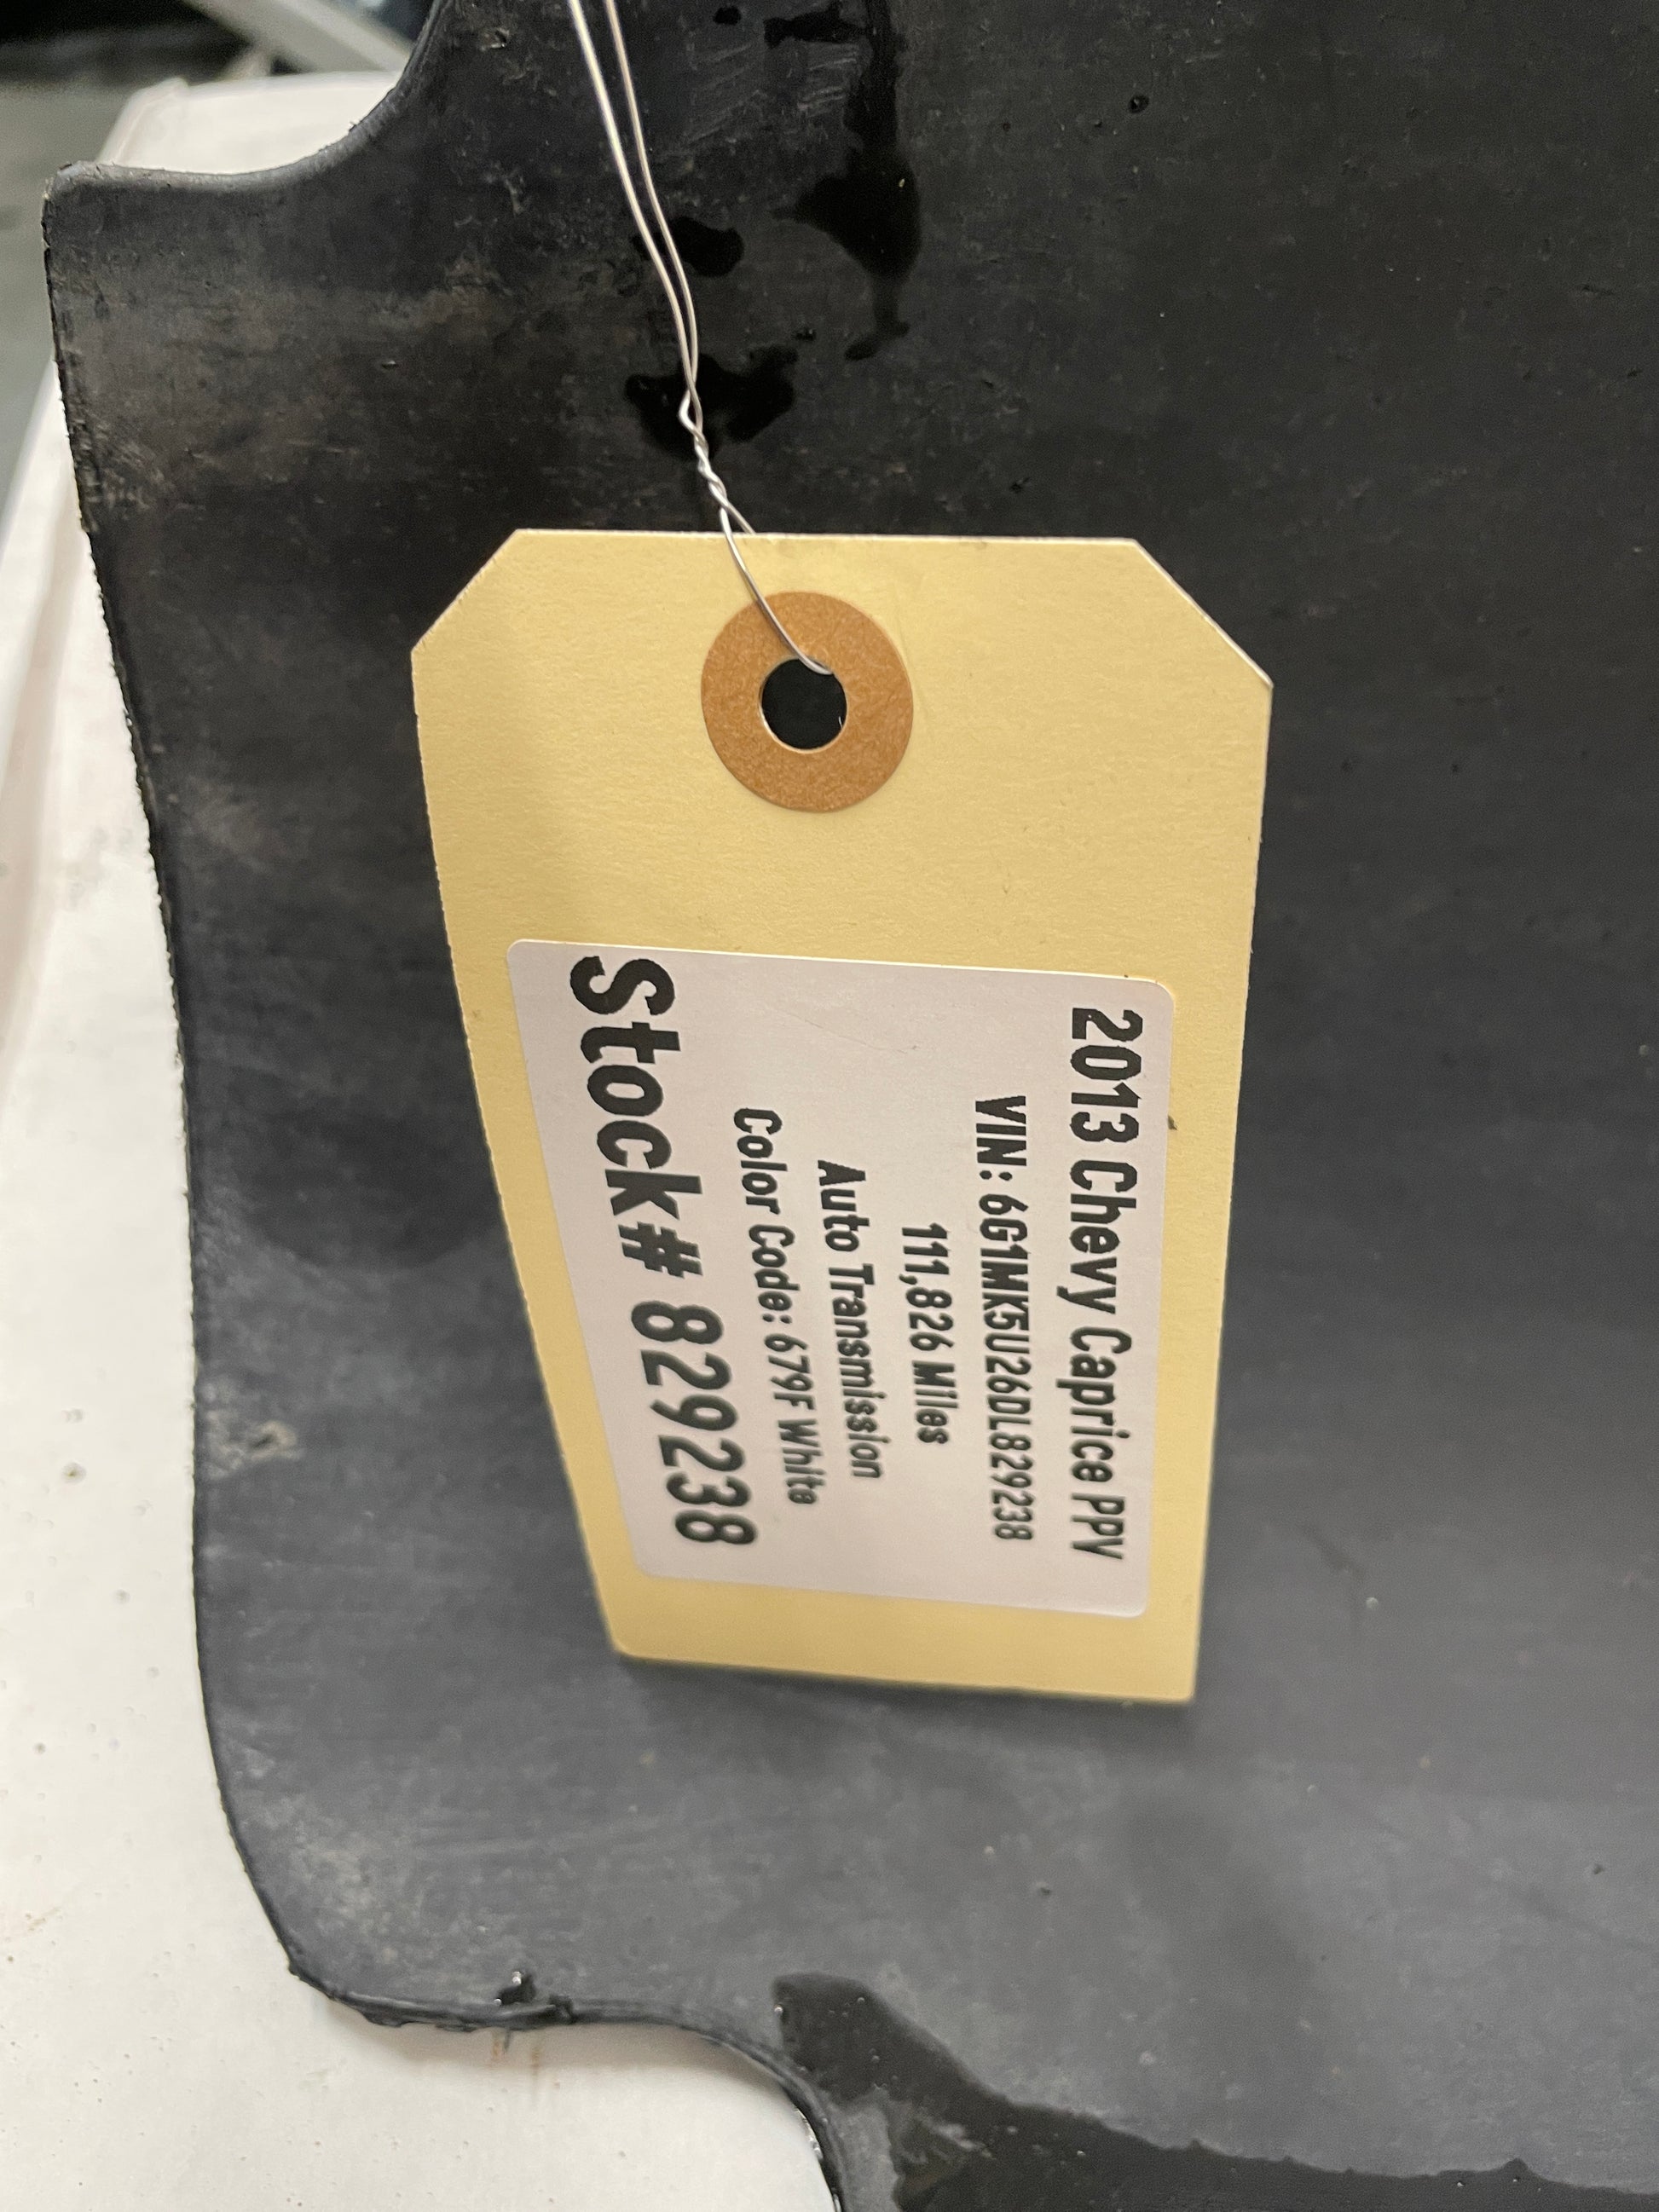 2013 Chevy Caprice PPV
VIN: 6G1MK5U26DL829238
111,826 Miles
Auto Transmission
Color Code: 679F White
Stock# 829238